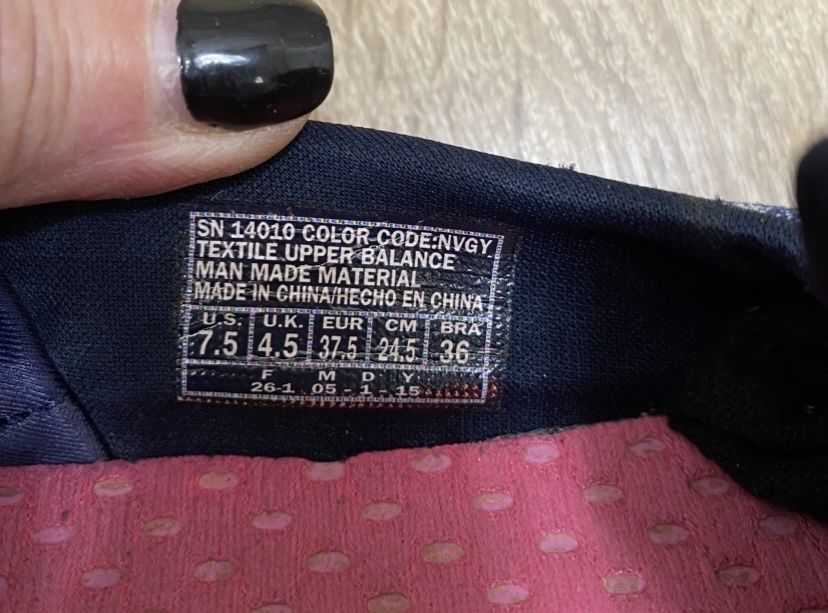 SN 14010 COLOR CODE:NVGY
TEXTILE UPPER BALANCE
MAN MADE MATERIAL
MADE IN CHINA/HECHO EN CHINA
U.S. U.K. EUR CM BRA
7.5 4.5 37.5 24.5 36
F M D Y
26-1 05 - 1 - 15